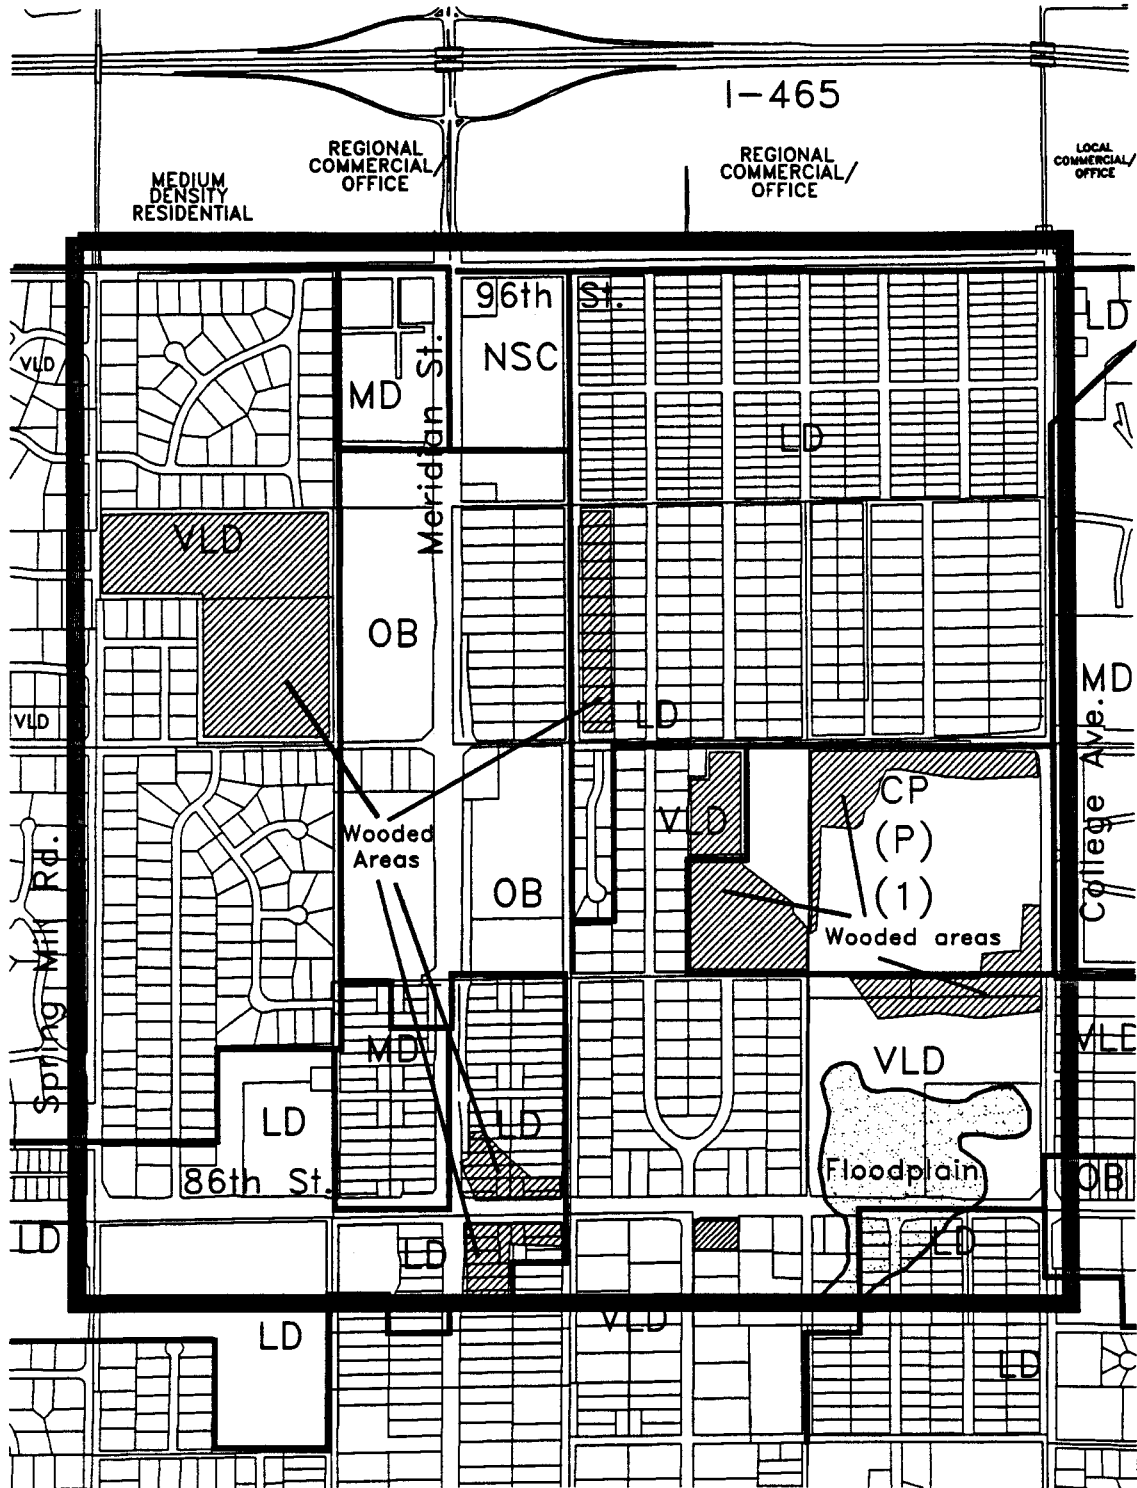 I-465
REGIONAL
COMMERCIAL/
OFFICE
REGIONAL
COMMERCIAL/
OFFICE
LOCAL
COMMERCIAL/
OFFICE
MEDIUM
DENSITY
RESIDENTIAL
96th St.
LD
VLD
NSC
MD
Meridian St.
LD
VLD
OB
MD
VLD
LD
College Ave.
CP
(P)
(1)
VLD
Wooded
Areas
Spring Mill Rd.
OB
Wooded areas
MD
VLD
VLD
LD
LD
86th St.
Floodplain
OB
LD
LD
LD
LD
VLD
LD